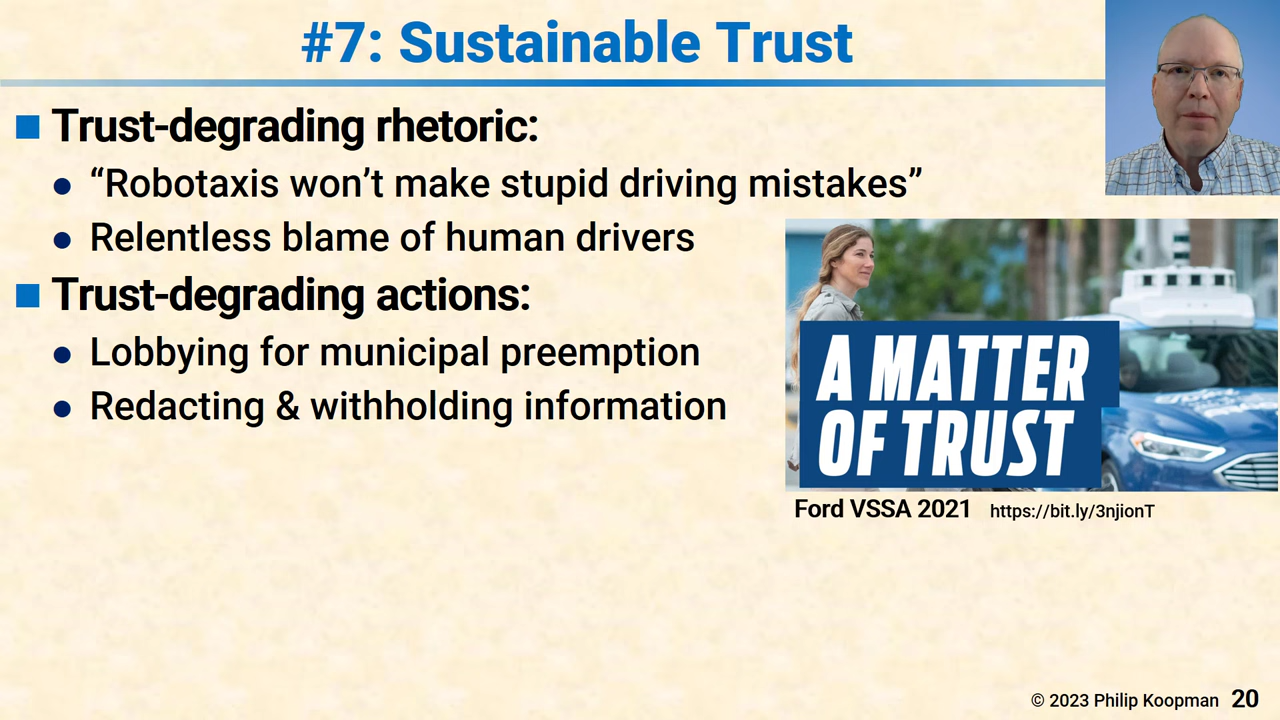 #7: Sustainable Trust
Trust-degrading rhetoric:
“Robotaxis won’t make stupid driving mistakes”
Relentless blame of human drivers
Trust-degrading actions:
Lobbying for municipal preemption
Redacting & withholding information
A MATTER
OF TRUST
Ford VSSA 2021 https://bit.ly/3njionT
© 2023 Philip Koopman 20